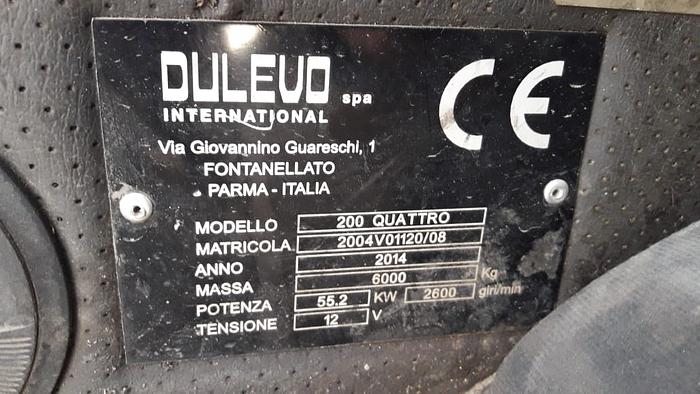 DULEVO spa
INTERNATIONAL
CE
Via Giovannino Guareschi, 1
FONTANELLATO
PARMA - ITALIA
MODELLO 200 QUATTRO
MATRICOLA 2004V01120/08
ANNO 2014
MASSA 6000 Kg
POTENZA 55.2 KW 2600 giri/min
TENSIONE 12 V